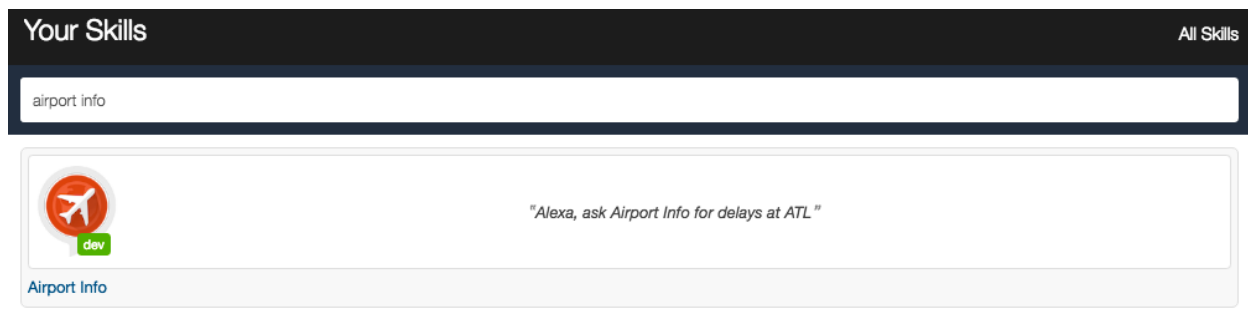 Your Skills
All Skills
airport info
"Alexa, ask Airport Info for delays at ATL"
dev
Airport Info